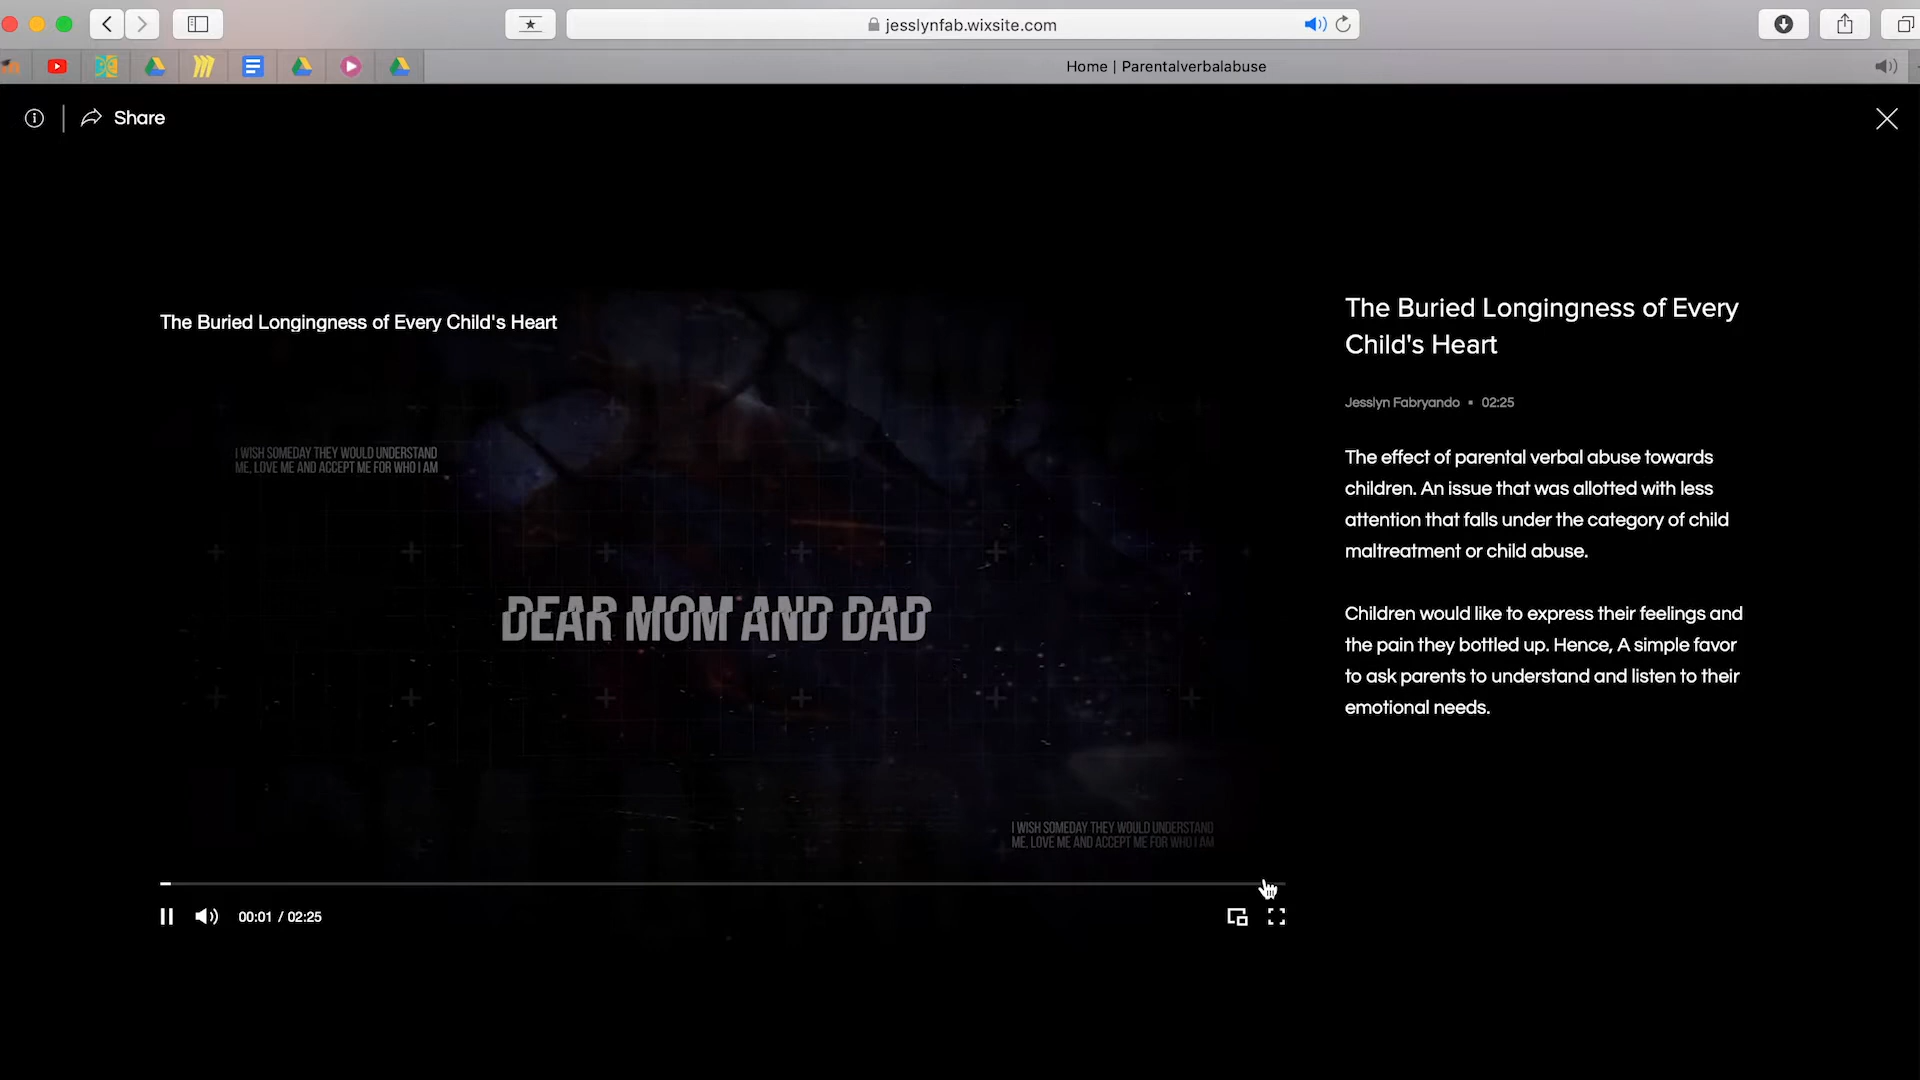 jesslynfab.wixsite.com
Home | Parentalverbalabuse
Share
The Buried Longingness of Every Child's Heart
I WISH SOMEDAY THEY WOULD UNDERSTAND
ME, LOVE ME AND ACCEPT ME FOR WHO I AM
DEAR MOM AND DAD
I WISH SOMEDAY THEY WOULD UNDERSTAND
ME, LOVE ME AND ACCEPT ME FOR WHO I AM
00:01 / 02:25
The Buried Longingness of Every
Child's Heart
Jesslyn Fabryando ▪ 02:25
The effect of parental verbal abuse towards
children. An issue that was allotted with less
attention that falls under the category of child
maltreatment or child abuse.
Children would like to express their feelings and
the pain they bottled up. Hence, A simple favor
to ask parents to understand and listen to their
emotional needs.